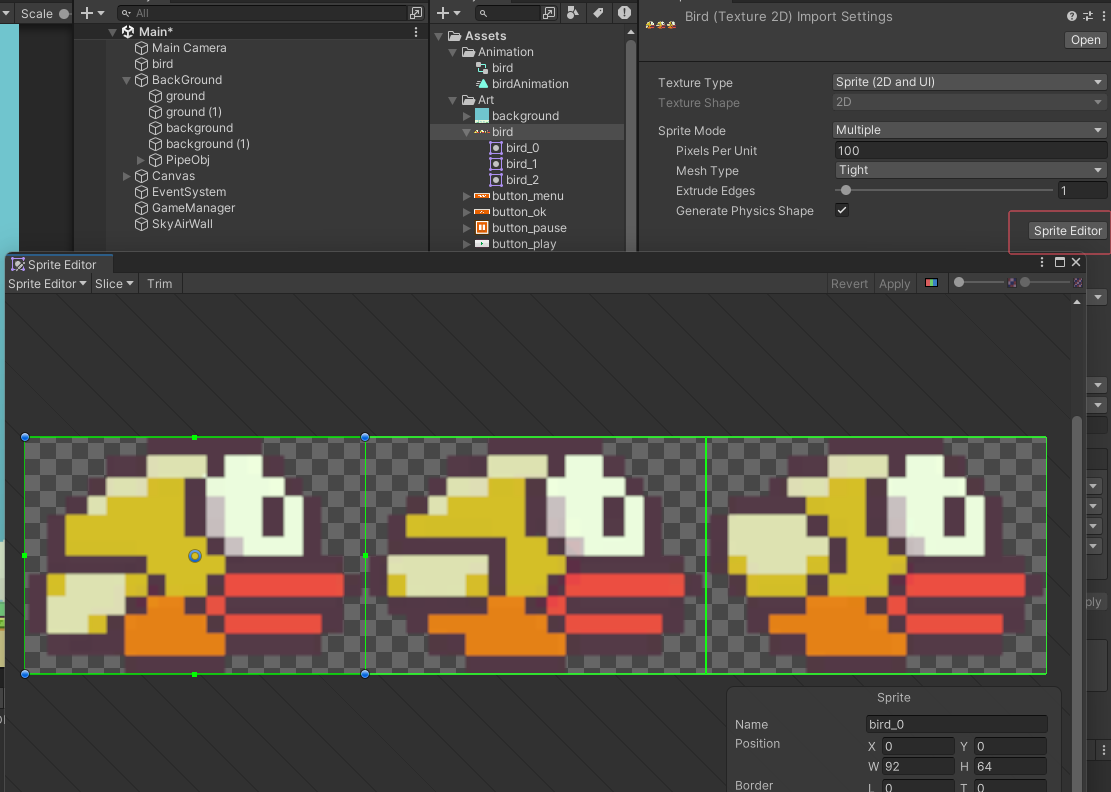 Scale
All
Main*
Main Camera
bird
BackGround
ground
ground (1)
background
background (1)
PipeObj
Canvas
EventSystem
GameManager
SkyAirWall
Assets
Animation
bird
birdAnimation
Art
background
bird
bird_0
bird_1
bird_2
button_menu
button_ok
button_pause
button_play
Bird (Texture 2D) Import Settings
Open
Texture Type Sprite (2D and UI)
Texture Shape 2D
Sprite Mode Multiple
Pixels Per Unit 100
Mesh Type Tight
Extrude Edges 1
Generate Physics Shape
Sprite Editor
Sprite Editor
Sprite Editor Slice Trim Revert Apply
ply
Sprite
Name bird_0
Position X 0 Y 0
W 92 H 64
Border L 0 T 0